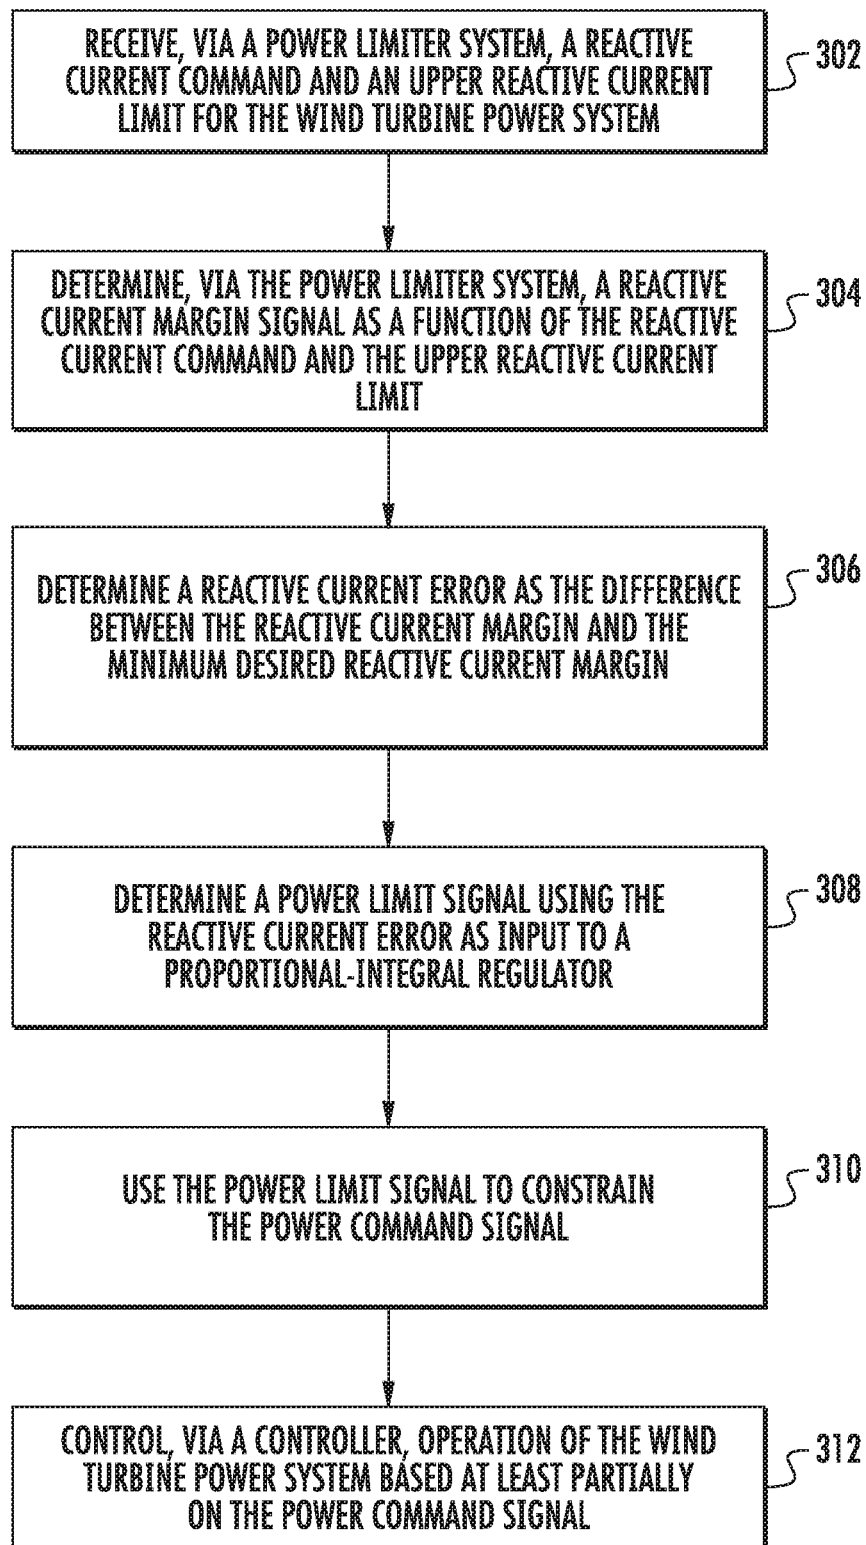 RECEIVE, VIA A POWER LIMITER SYSTEM, A REACTIVE
CURRENT COMMAND AND AN UPPER REACTIVE CURRENT
LIMIT FOR THE WIND TURBINE POWER SYSTEM
302
DETERMINE, VIA THE POWER LIMITER SYSTEM, A REACTIVE
CURRENT MARGIN SIGNAL AS A FUNCTION OF THE REACTIVE
CURRENT COMMAND AND THE UPPER REACTIVE CURRENT
LIMIT
304
DETERMINE A REACTIVE CURRENT ERROR AS THE DIFFERENCE
BETWEEN THE REACTIVE CURRENT MARGIN AND THE
MINIMUM DESIRED REACTIVE CURRENT MARGIN
306
DETERMINE A POWER LIMIT SIGNAL USING THE
REACTIVE CURRENT ERROR AS INPUT TO A
PROPORTIONAL-INTEGRAL REGULATOR
308
USE THE POWER LIMIT SIGNAL TO CONSTRAIN
THE POWER COMMAND SIGNAL
310
CONTROL, VIA A CONTROLLER, OPERATION OF THE WIND
TURBINE POWER SYSTEM BASED AT LEAST PARTIALLY
ON THE POWER COMMAND SIGNAL
312